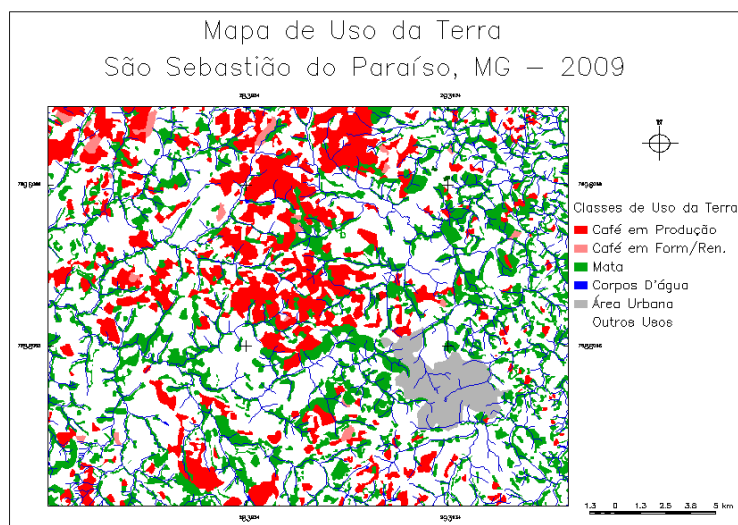 Mapa de Uso da Terra
São Sebastião do Paraíso, MG – 2009
N
Classes de Uso da Terra
Café em Produção
Café em Form/Ren.
Mata
Corpos D'água
Área Urbana
Outros Usos
1.3 0 1.3 2.5 3.8 5 km